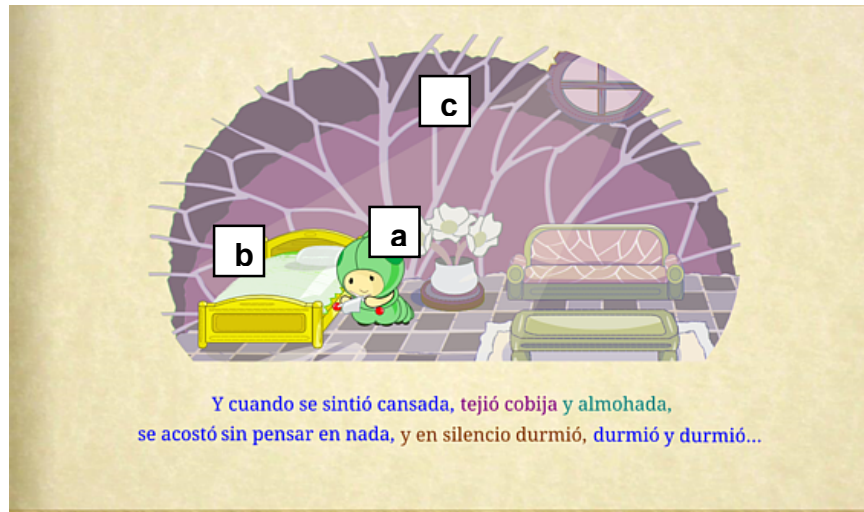 c
a
b
Y cuando se sintió cansada, tejió cobija y almohada,
se acostó sin pensar en nada, y en silencio durmió, durmió y durmió...